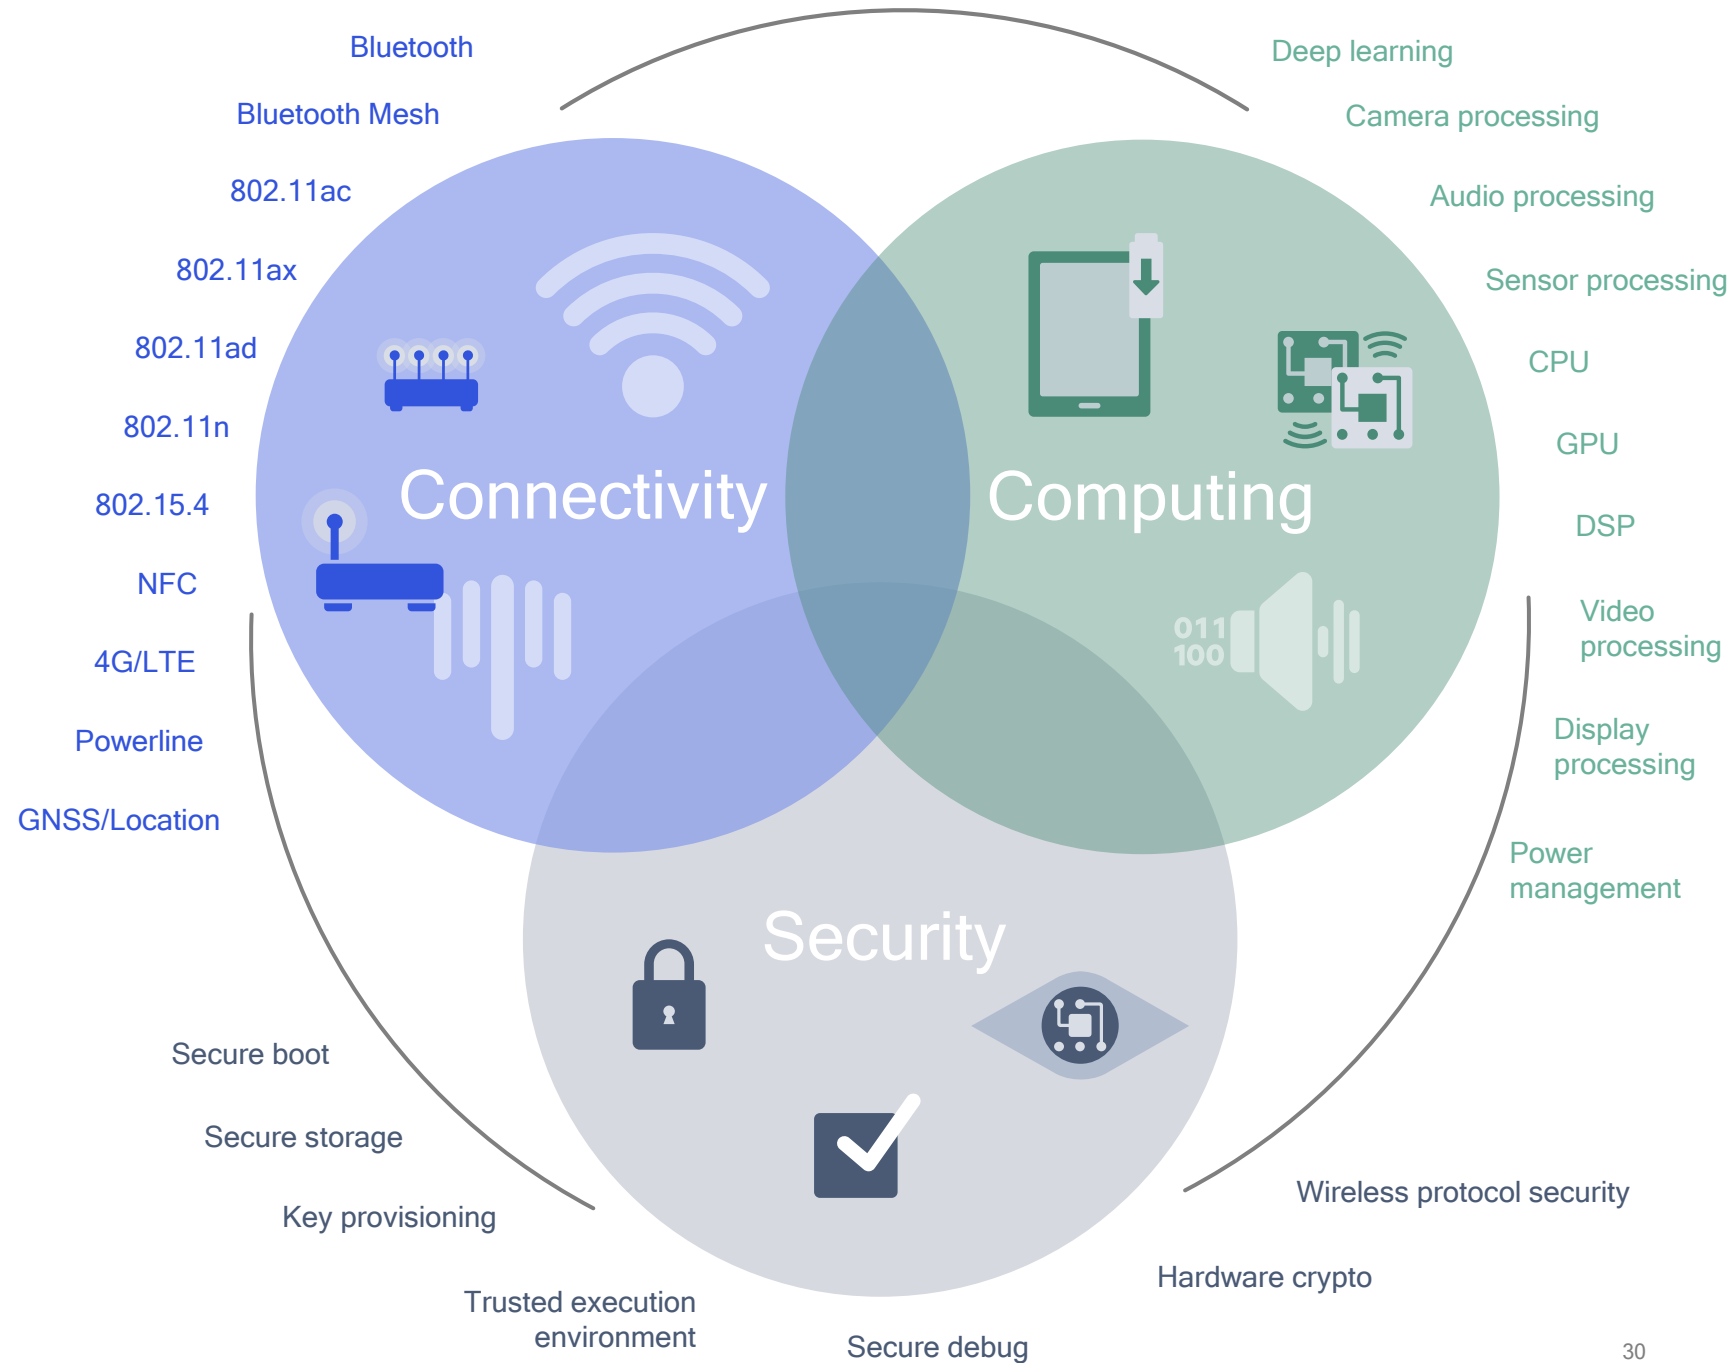 Bluetooth
Bluetooth Mesh
802.11ac
802.11ax
802.11ad
802.11n
802.15.4
NFC
4G/LTE
Powerline
GNSS/Location
Connectivity
Computing
011
100
Security
Deep learning
Camera processing
Audio processing
Sensor processing
CPU
GPU
DSP
Video
processing
Display
processing
Power
management
Secure boot
Secure storage
Key provisioning
Trusted execution
environment
Secure debug
Hardware crypto
Wireless protocol security
30